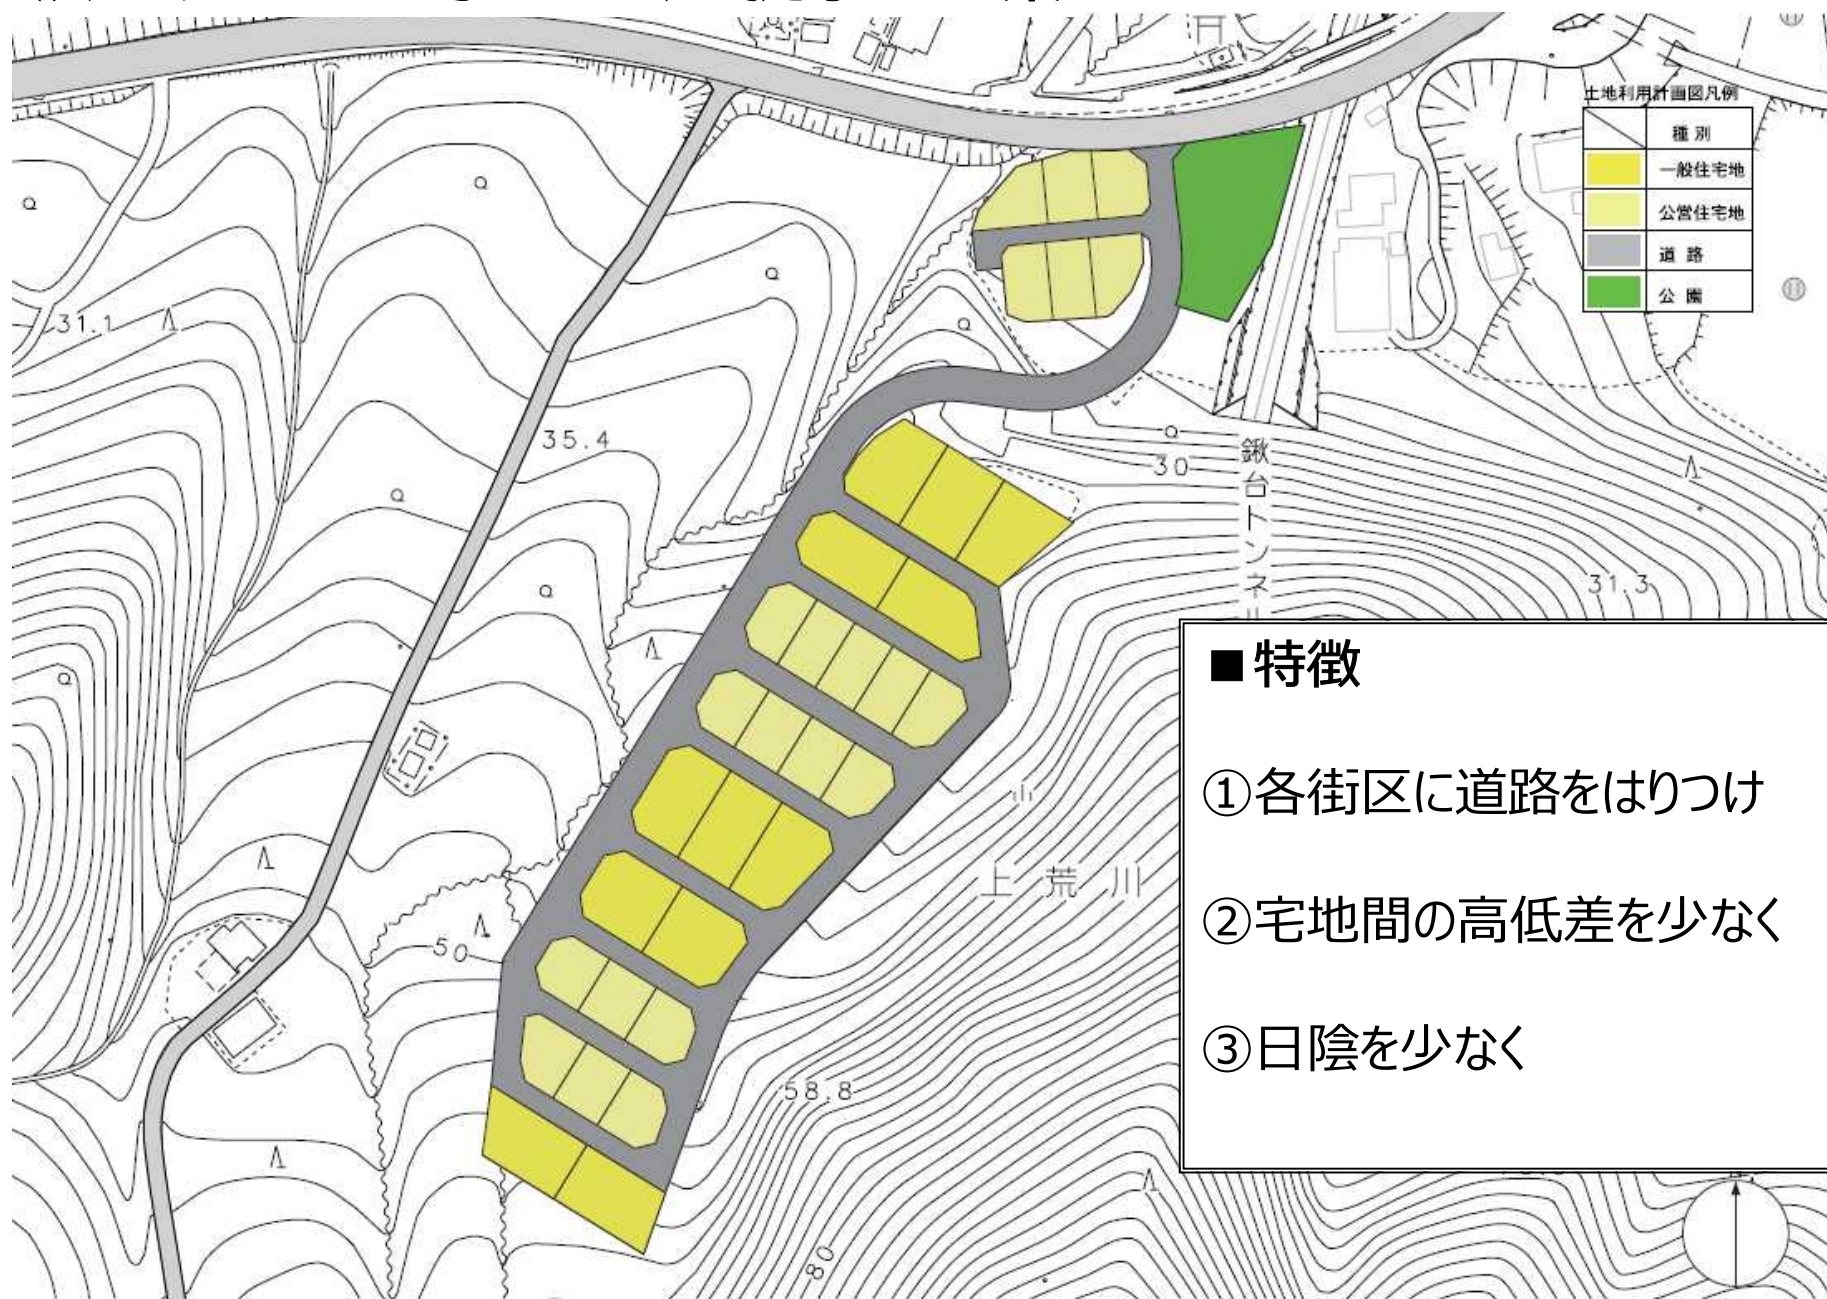 土地利用計画図凡例
種別
一般住宅地
公営住宅地
道路
公園
31.1
35.4
30
鍬台トンネル
31.3
■特徴
①各街区に道路をはりつけ
②宅地間の高低差を少なく
③日陰を少なく
小
上荒川
50
58.8
80